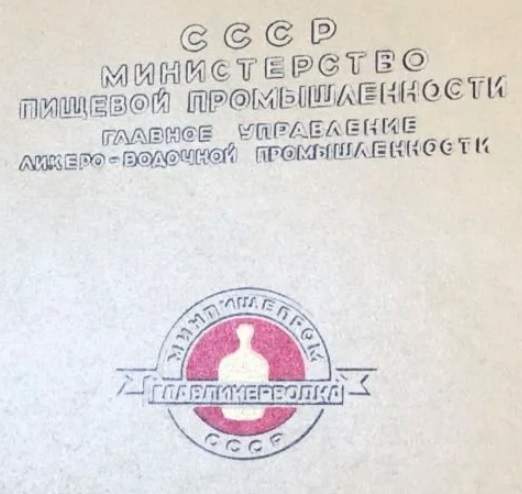 СССР
МИНИСТЕРСТВО
ПИЩЕВОЙ ПРОМЫШЛЕННОСТИ
ГЛАВНОЕ УПРАВЛЕНИЕ
ЛИКЕРО-ВОДОЧНОЙ ПРОМЫШЛЕННОСТИ
МИНПИЩЕПРОМ
ГЛАВЛИКЕРВОДКА
СССР